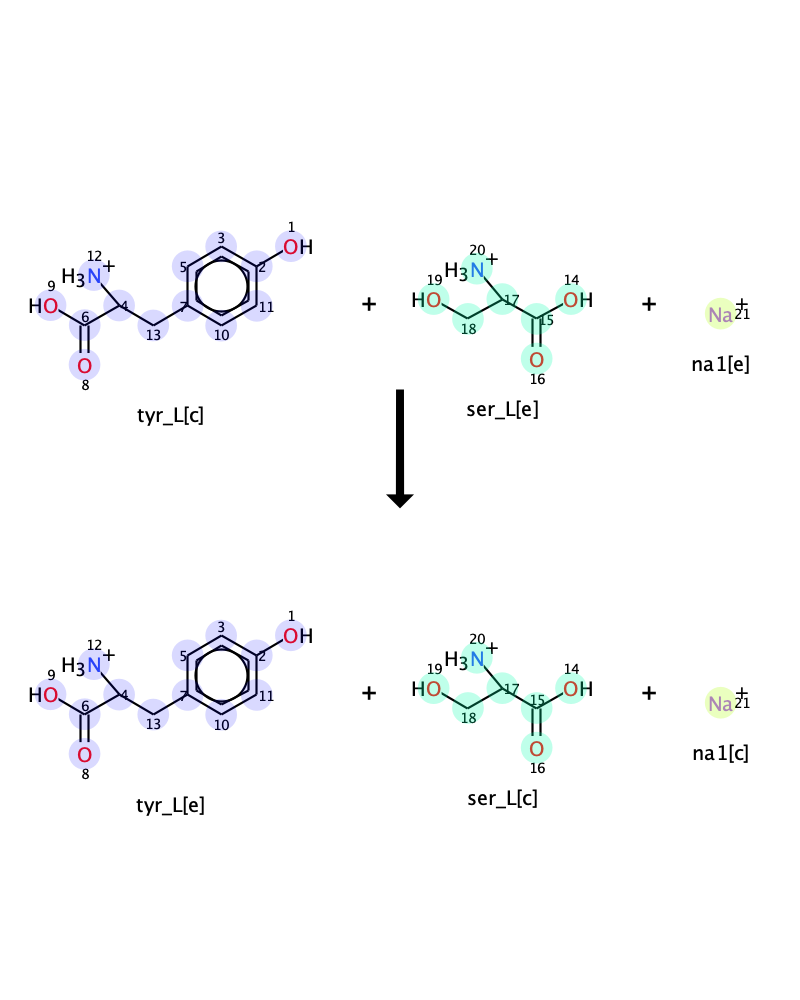 1
3
12
H₃N+
5
2
OH
9
HO
4
7
11
6
13
10
O
8
tyr_L[c]
+
20
H₃N+
19
HO
17
14
OH
18
15
O
16
ser_L[e]
+
Na+
21
na1[e]
1
3
12
H₃N+
5
2
OH
9
HO
4
7
11
6
13
10
O
8
tyr_L[e]
+
20
H₃N+
19
HO
17
14
OH
18
15
O
16
ser_L[c]
+
Na+
21
na1[c]